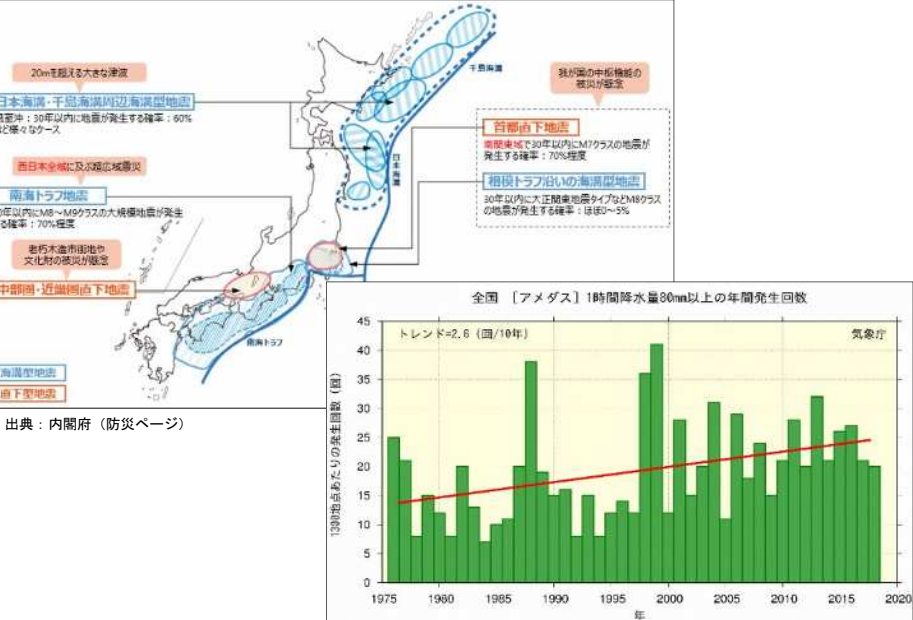 20mを超える大きな津波
日本海溝・千島海溝周辺海溝型地震
沖：30年以内に地震が発生する確率：60%
など様々なケース
西日本全域に及ぶ超広域震災
南海トラフ地震
年以内にM8～M9クラスの大規模地震が発生
する確率：70%程度
老朽木造市街地や
文化財の被災が懸念
中部圏・近畿圏直下地震
海溝型地震
直下型地震
千島海溝
日本海溝
南海トラフ
我が国の中枢機能の
被災が懸念
首都直下地震
南関東域で30年以内にM7クラスの地震が
発生する確率：70%程度
相模トラフ沿いの海溝型地震
30年以内に大正関東地震タイプなどM8クラス
の地震が発生する確率：ほぼ0～5%
出典：内閣府（防災ページ）
全国 ［アメダス］1時間降水量80mm以上の年間発生回数
トレンド=2.6 (回/10年)
気象庁
1300地点あたりの発生回数 (回)
45
40
35
30
25
20
15
10
5
0
1975 1980 1985 1990 1995 2000 2005 2010 2015 2020
年